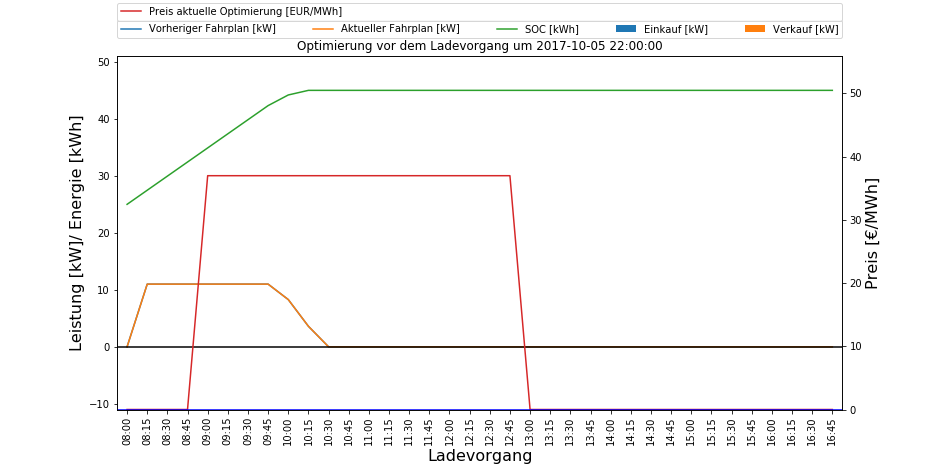 Preis aktuelle Optimierung [EUR/MWh]
Vorheriger Fahrplan [kW] Aktueller Fahrplan [kW] SOC [kWh] Einkauf [kW] Verkauf [kW]
Optimierung vor dem Ladevorgang um 2017-10-05 22:00:00
Leistung [kW]/ Energie [kWh]
50
40
30
20
10
0
−10
Preis [€/MWh]
50
40
30
20
10
0
08:00 08:15 08:30 08:45 09:00 09:15 09:30 09:45 10:00 10:15 10:30 10:45 11:00 11:15 11:30 11:45 12:00 12:15 12:30 12:45 13:00 13:15 13:30 13:45 14:00 14:15 14:30 14:45 15:00 15:15 15:30 15:45 16:00 16:15 16:30 16:45
Ladevorgang